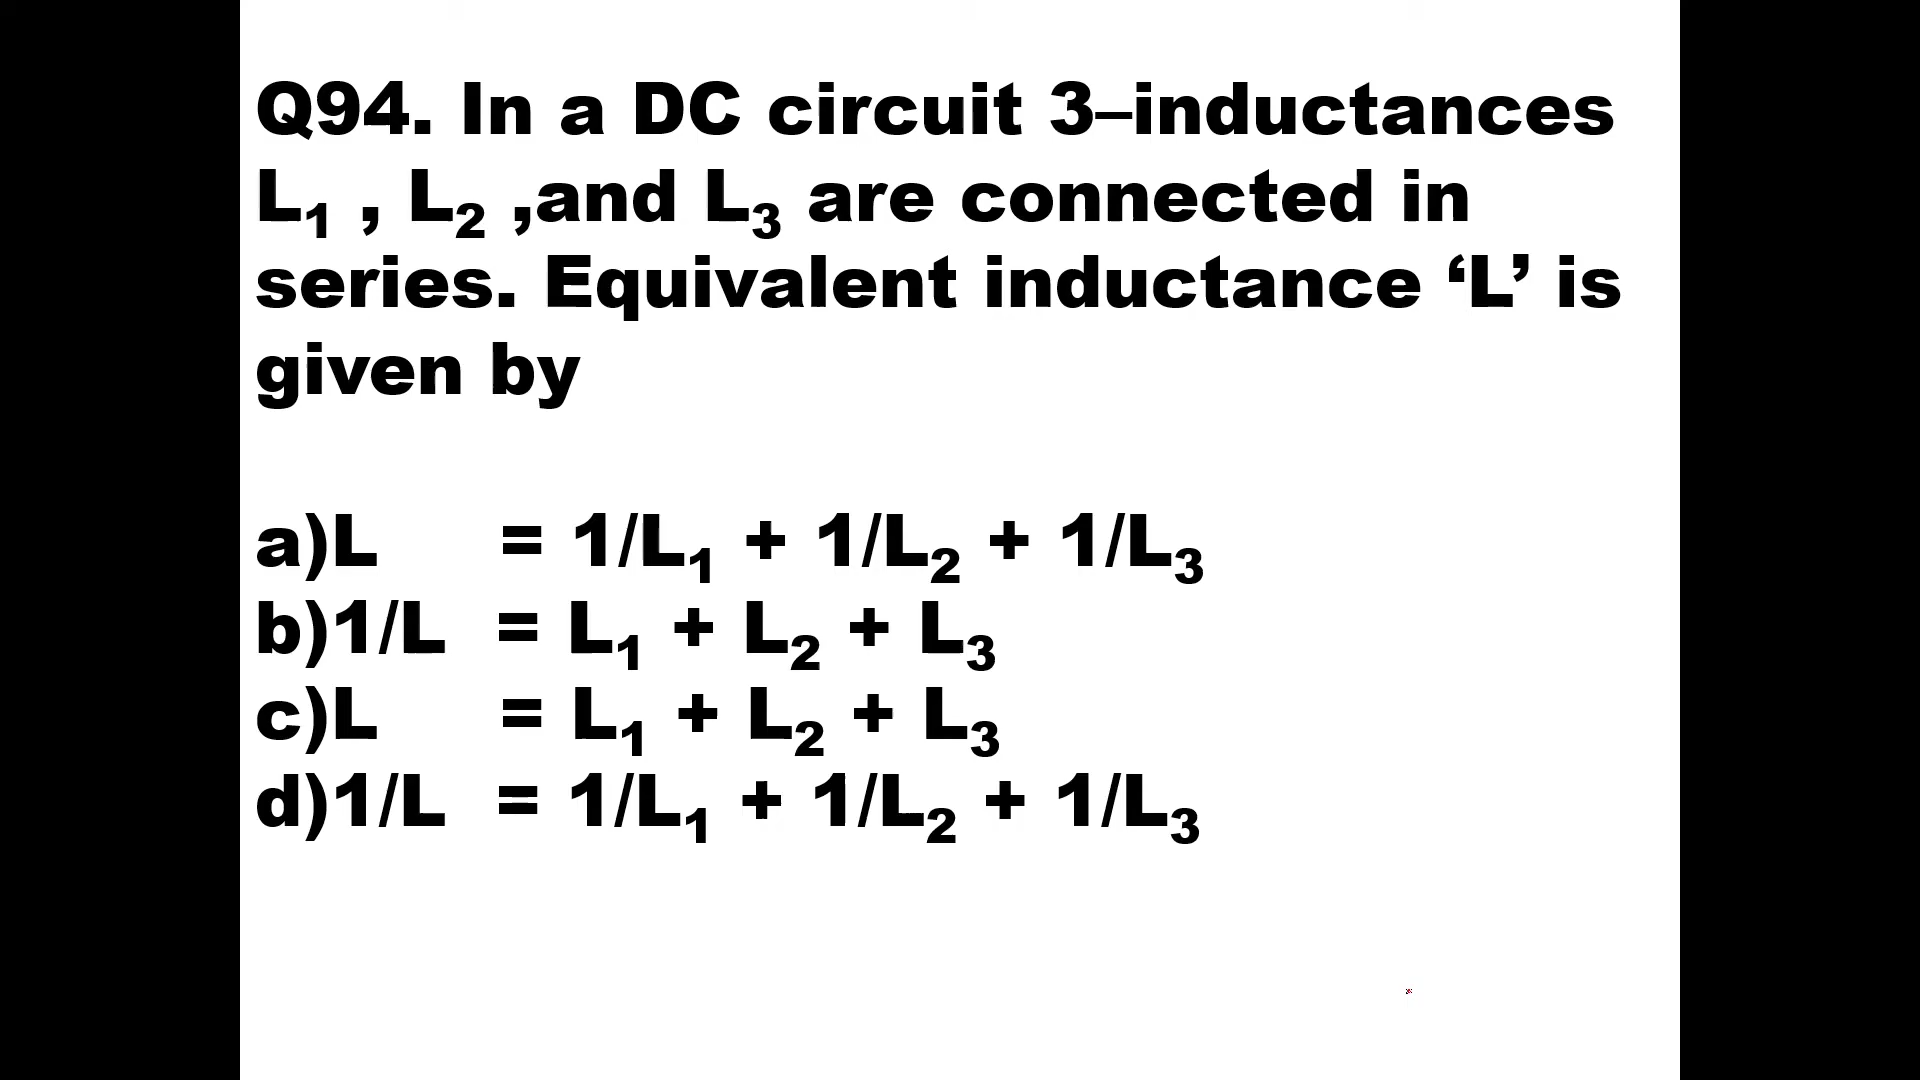 Q94. In a DC circuit 3–inductances
L₁ , L₂ ,and L₃ are connected in
series. Equivalent inductance ‘L’ is
given by
a)L = 1/L₁ + 1/L₂ + 1/L₃
b)1/L = L₁ + L₂ + L₃
c)L = L₁ + L₂ + L₃
d)1/L = 1/L₁ + 1/L₂ + 1/L₃